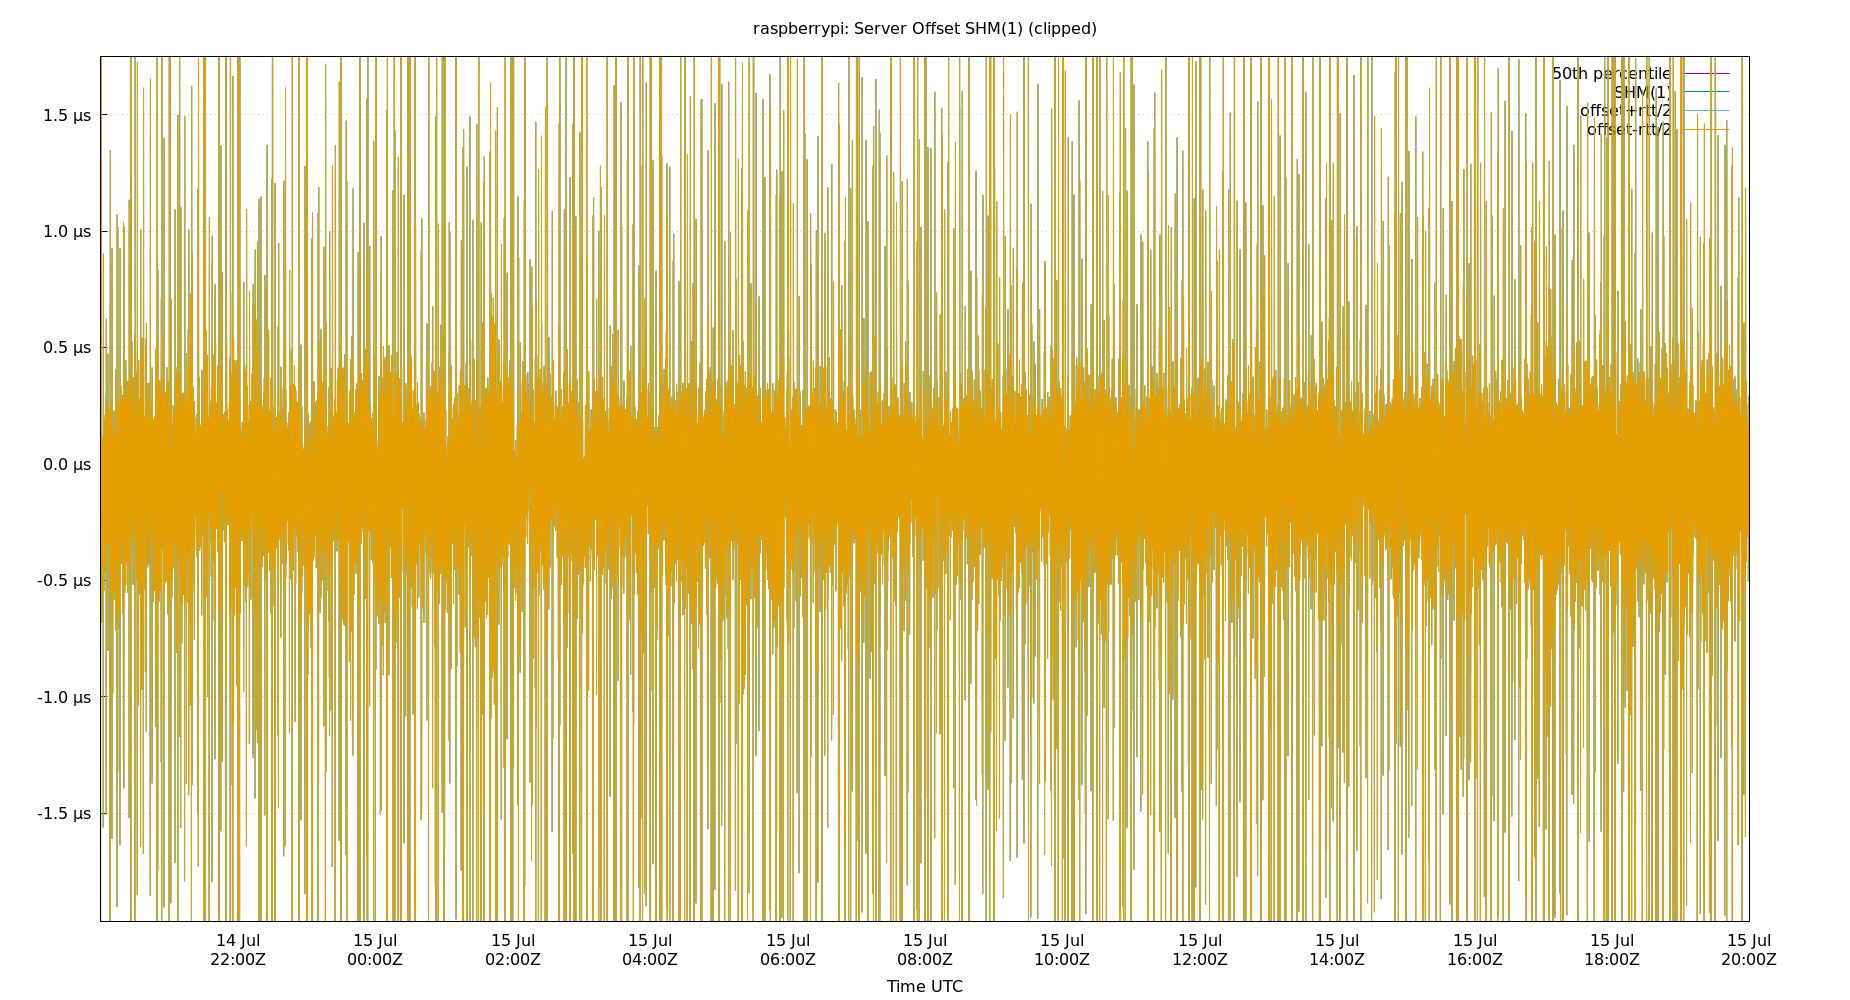 raspberrypi: Server Offset SHM(1) (clipped)
50th percentile
SHM(1)
offset+rtt/2
offset-rtt/2
1.5 µs
1.0 µs
0.5 µs
0.0 µs
-0.5 µs
-1.0 µs
-1.5 µs
14 Jul 15 Jul 15 Jul 15 Jul 15 Jul 15 Jul 15 Jul 15 Jul 15 Jul 15 Jul 15 Jul 15 Jul
22:00Z 00:00Z 02:00Z 04:00Z 06:00Z 08:00Z 10:00Z 12:00Z 14:00Z 16:00Z 18:00Z 20:00Z
Time UTC